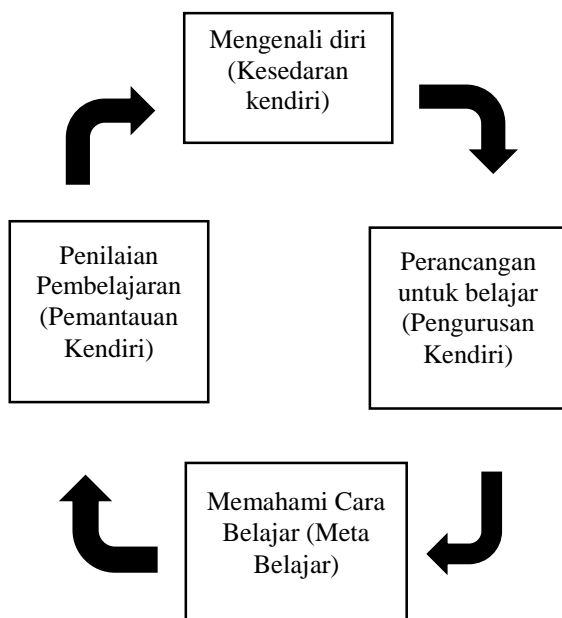 Mengenali diri
(Kesedaran
kendiri)
Perancangan
untuk belajar
(Pengurusan
Kendiri)
Memahami Cara
Belajar (Meta
Belajar)
Penilaian
Pembelajaran
(Pemantauan
Kendiri)